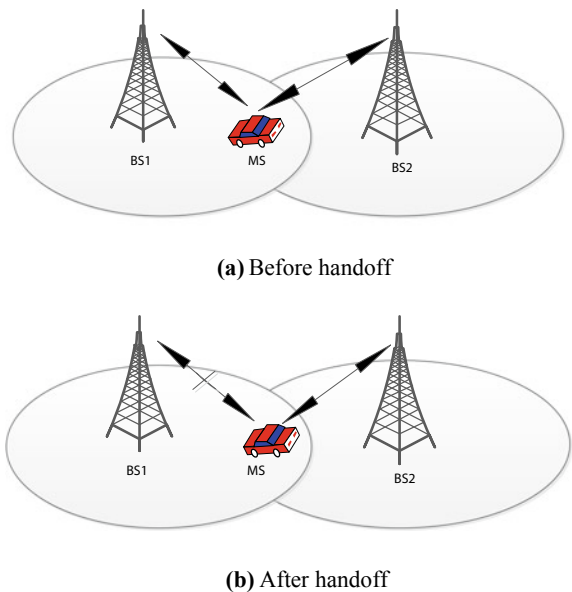 BS1
MS
BS2
(a) Before handoff
BS1
MS
BS2
(b) After handoff